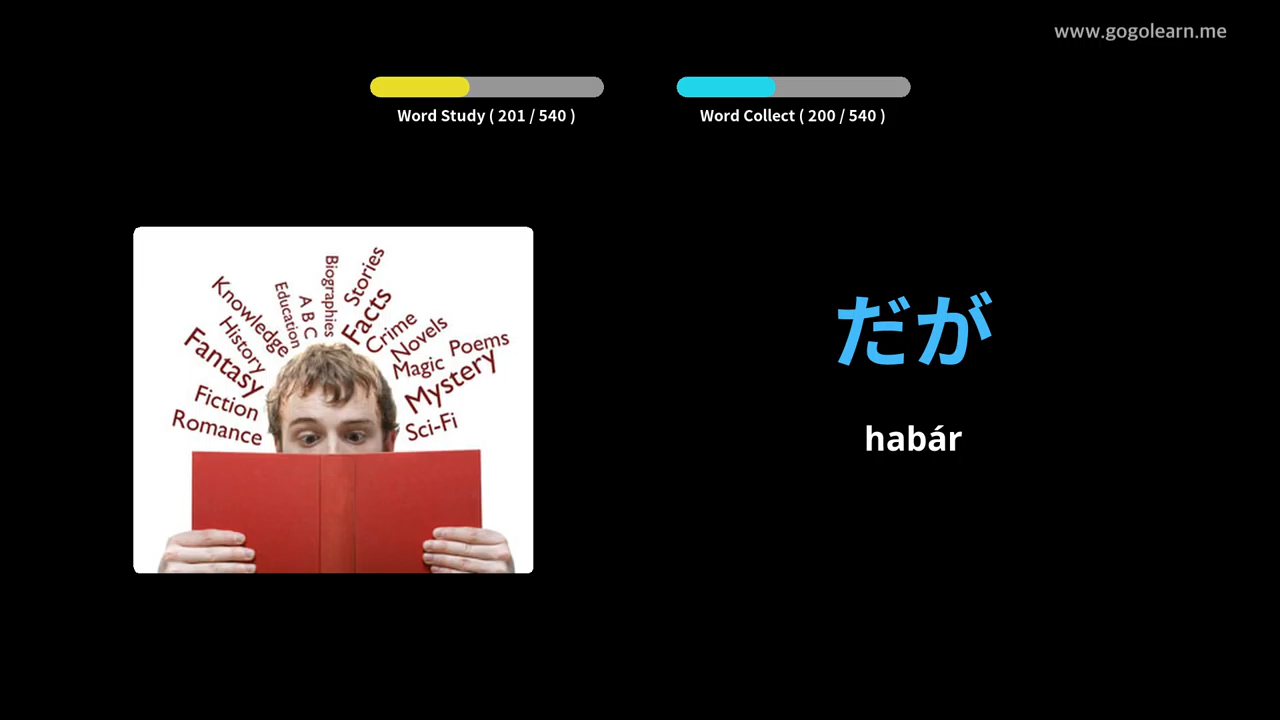 www.gogolearn.me
Word Study ( 201 / 540 )
Word Collect ( 200 / 540 )
Knowledge
History
Fantasy
Fiction
Romance
Education
A B C
Biographies
Stories
Facts
Crime
Novels
Magic
Poems
Mystery
Sci-Fi
だが
habár